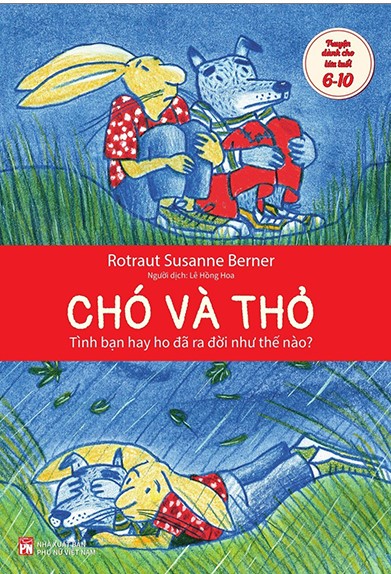 Truyện
dành cho
lứa tuổi
6-10
Rotraut Susanne Berner
Người dịch: Lê Hồng Hoa
CHÓ VÀ THỎ
Tình bạn hay ho đã ra đời như thế nào?
PN
NHÀ XUẤT BẢN
PHỤ NỮ VIỆT NAM